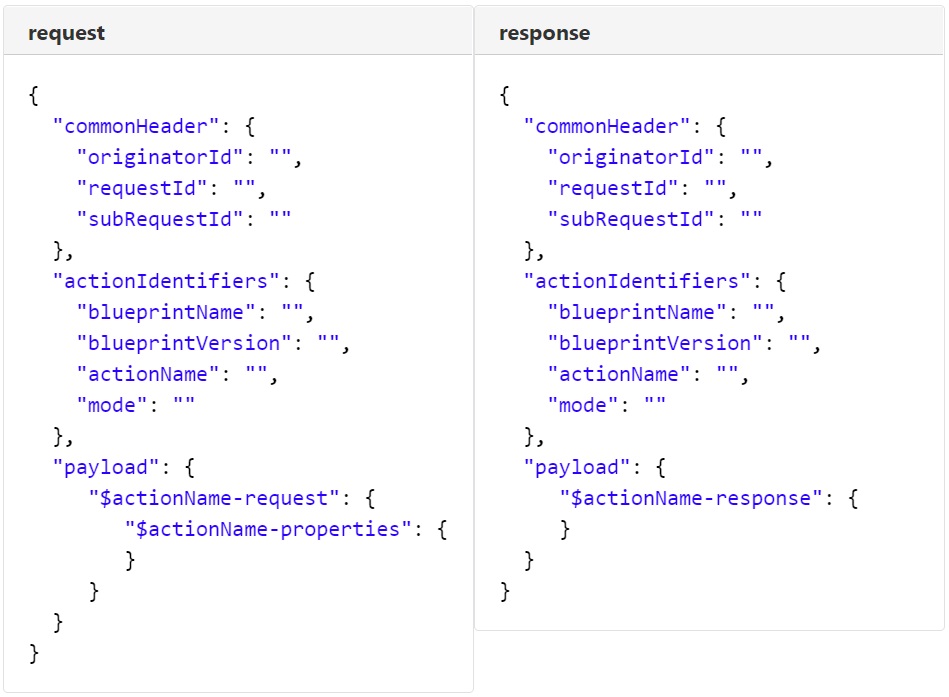 request
{
  "commonHeader": {
    "originatorId": "",
    "requestId": "",
    "subRequestId": ""
  },
  "actionIdentifiers": {
    "blueprintName": "",
    "blueprintVersion": "",
    "actionName": "",
    "mode": ""
  },
  "payload": {
     "$actionName-request": {
        "$actionName-properties": {
        }
     }
  }
}
response
{
  "commonHeader": {
    "originatorId": "",
    "requestId": "",
    "subRequestId": ""
  },
  "actionIdentifiers": {
    "blueprintName": "",
    "blueprintVersion": "",
    "actionName": "",
    "mode": ""
  },
  "payload": {
     "$actionName-response": {
     }
  }
}